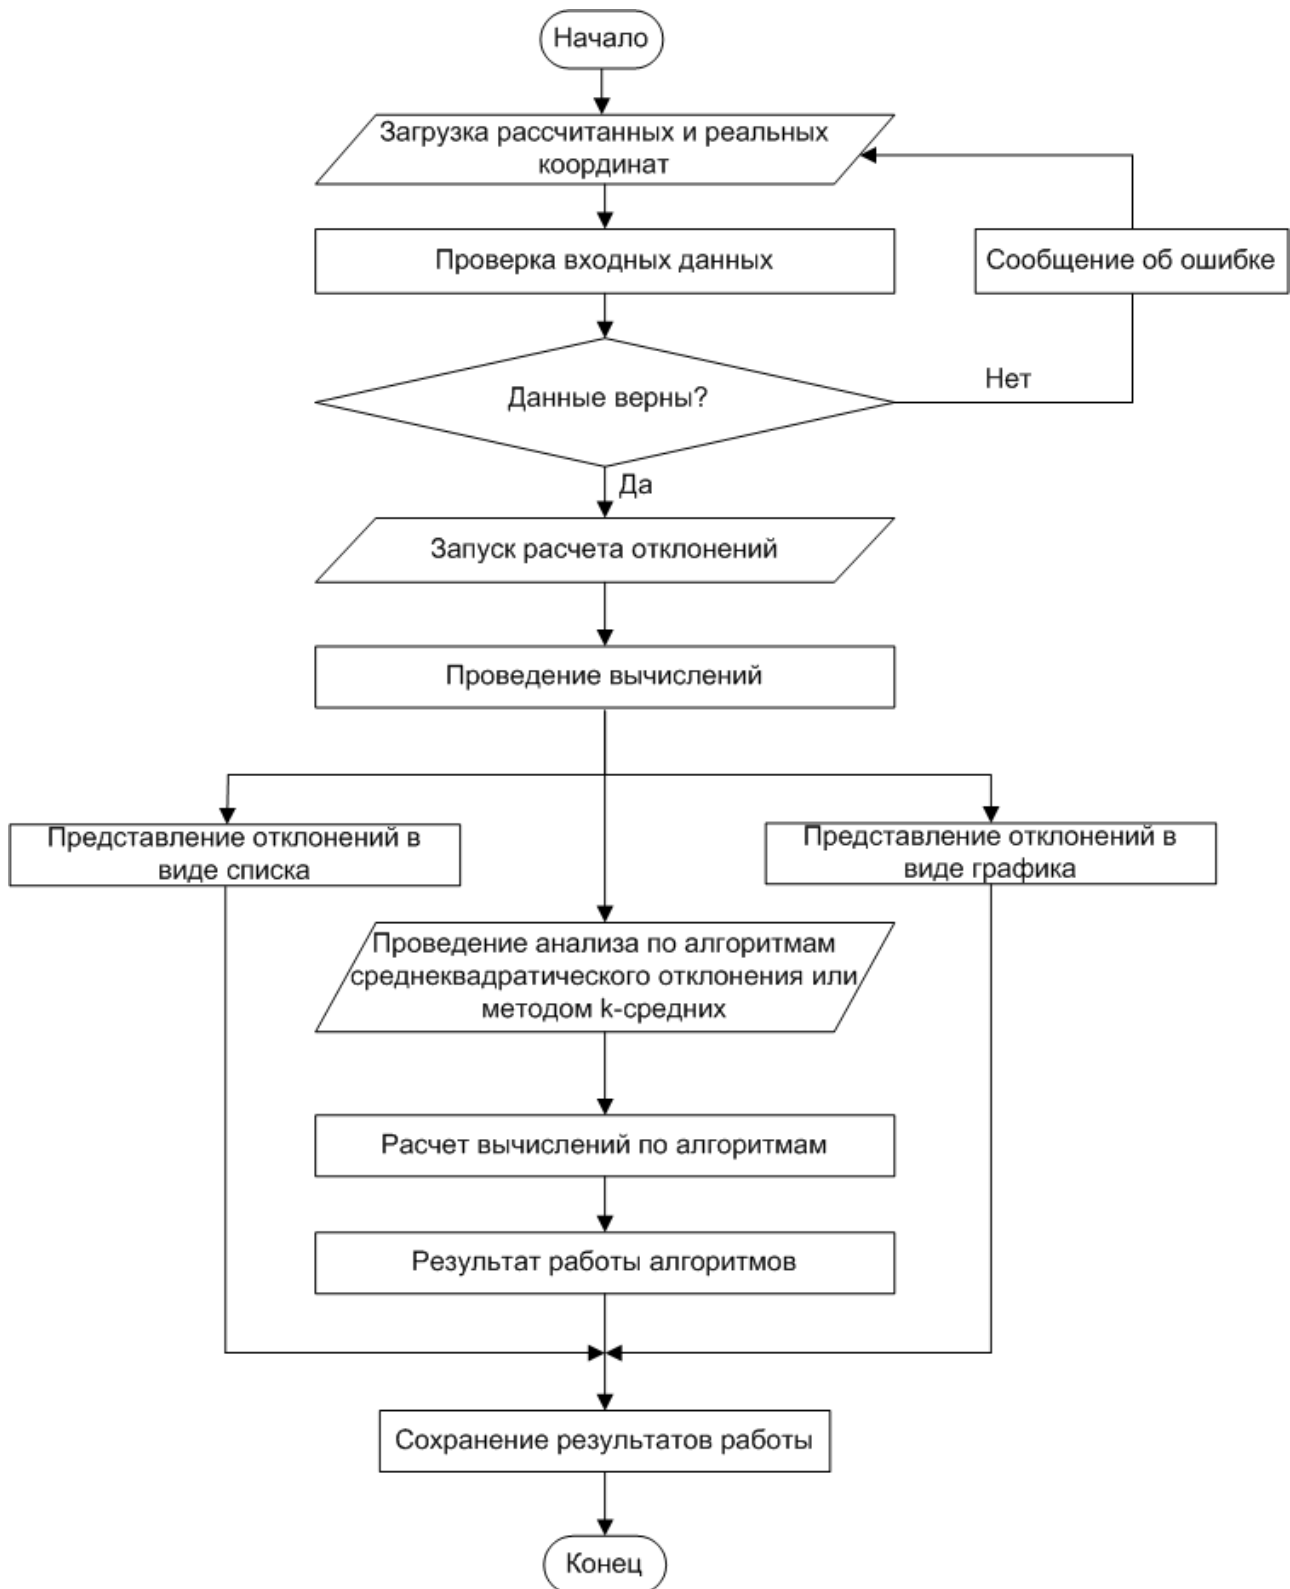 Начало
Загрузка рассчитанных и реальных
координат
Проверка входных данных
Сообщение об ошибке
Данные верны?
Нет
Да
Запуск расчета отклонений
Проведение вычислений
Представление отклонений в
виде списка
Представление отклонений в
виде графика
Проведение анализа по алгоритмам
среднеквадратического отклонения или
методом k-средних
Расчет вычислений по алгоритмам
Результат работы алгоритмов
Сохранение результатов работы
Конец